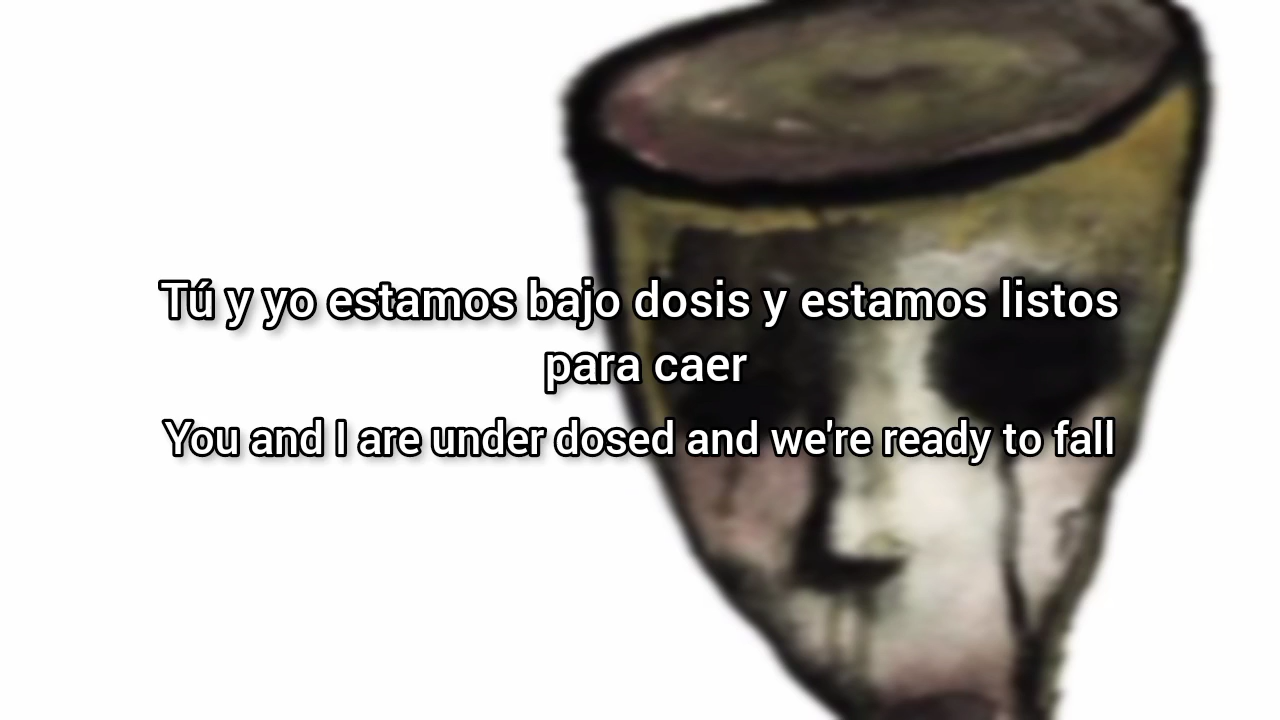 Tú y yo estamos bajo dosis y estamos listos
para caer
You and I are under dosed and we're ready to fall